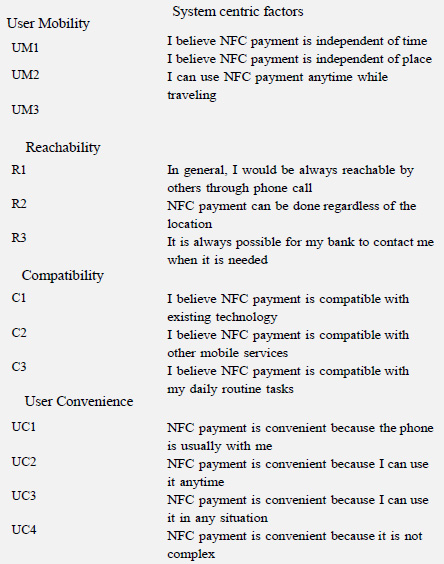 System centric factors
User Mobility
UM1 I believe NFC payment is independent of time
I believe NFC payment is independent of place
UM2 I can use NFC payment anytime while
traveling
UM3
Reachability
R1 In general, I would be always reachable by
others through phone call
R2 NFC payment can be done regardless of the
location
R3 It is always possible for my bank to contact me
when it is needed
Compatibility
C1 I believe NFC payment is compatible with
existing technology
C2 I believe NFC payment is compatible with
other mobile services
C3 I believe NFC payment is compatible with
my daily routine tasks
User Convenience
UC1 NFC payment is convenient because the phone
is usually with me
UC2 NFC payment is convenient because I can use
it anytime
UC3 NFC payment is convenient because I can use
it in any situation
UC4 NFC payment is convenient because it is not
complex